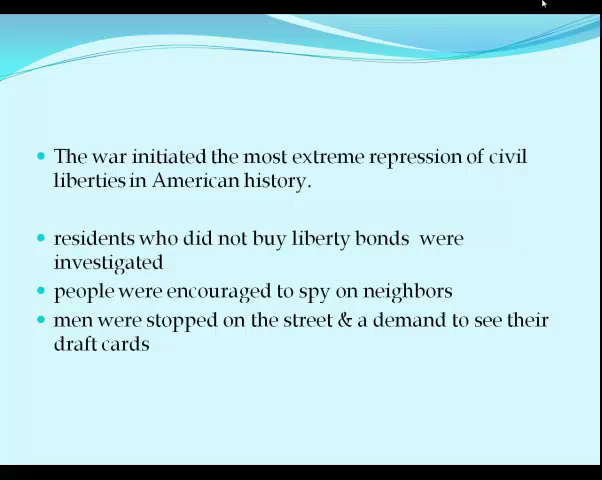 The war initiated the most extreme repression of civil
liberties in American history.
residents who did not buy liberty bonds were
investigated
people were encouraged to spy on neighbors
men were stopped on the street & a demand to see their
draft cards